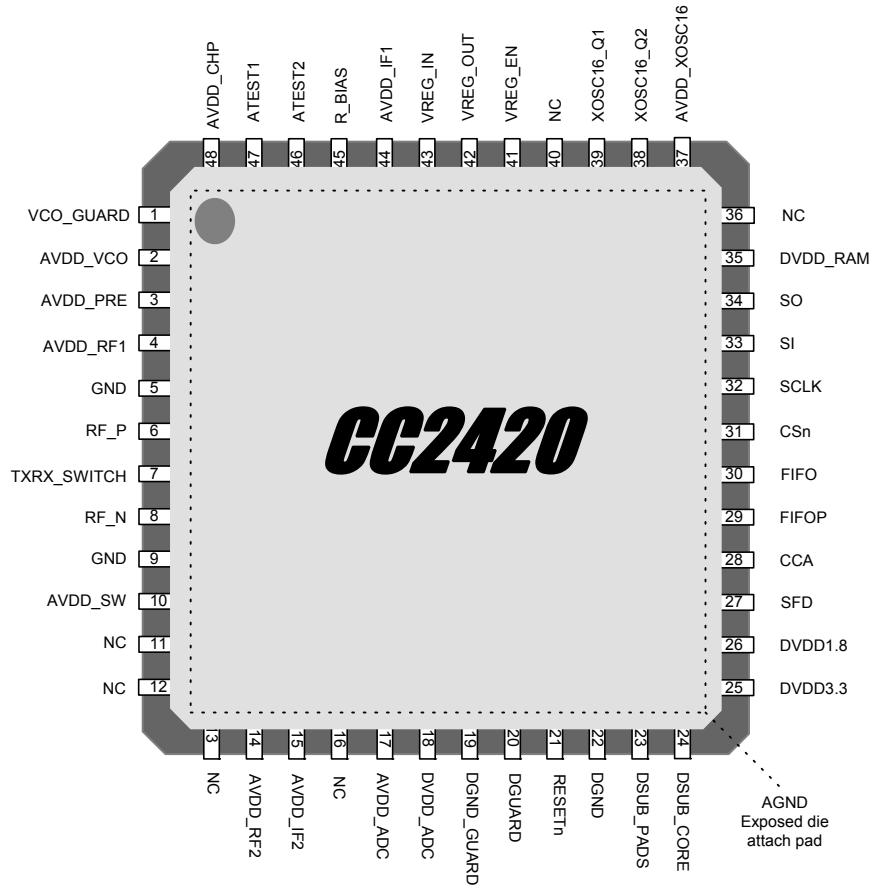 AVDD_CHP
ATEST1
ATEST2
R_BIAS
AVDD_IF1
VREG_IN
VREG_OUT
VREG_EN
NC
XOSC16_Q1
XOSC16_Q2
AVDD_XOSC16
48
47
46
45
44
43
42
41
40
39
38
37
VCO_GUARD 1
AVDD_VCO 2
AVDD_PRE 3
AVDD_RF1 4
GND 5
RF_P 6
TXRX_SWITCH 7
RF_N 8
GND 9
AVDD_SW 10
NC 11
NC 12
CC2420
36 NC
35 DVDD_RAM
34 SO
33 SI
32 SCLK
31 CSn
30 FIFO
29 FIFOP
28 CCA
27 SFD
26 DVDD1.8
25 DVDD3.3
13
14
15
16
17
18
19
20
21
22
23
24
NC
AVDD_RF2
AVDD_IF2
NC
AVDD_ADC
DVDD_ADC
DGND_GUARD
DGUARD
RESETn
DGND
DSUB_PADS
DSUB_CORE
AGND
Exposed die
attach pad